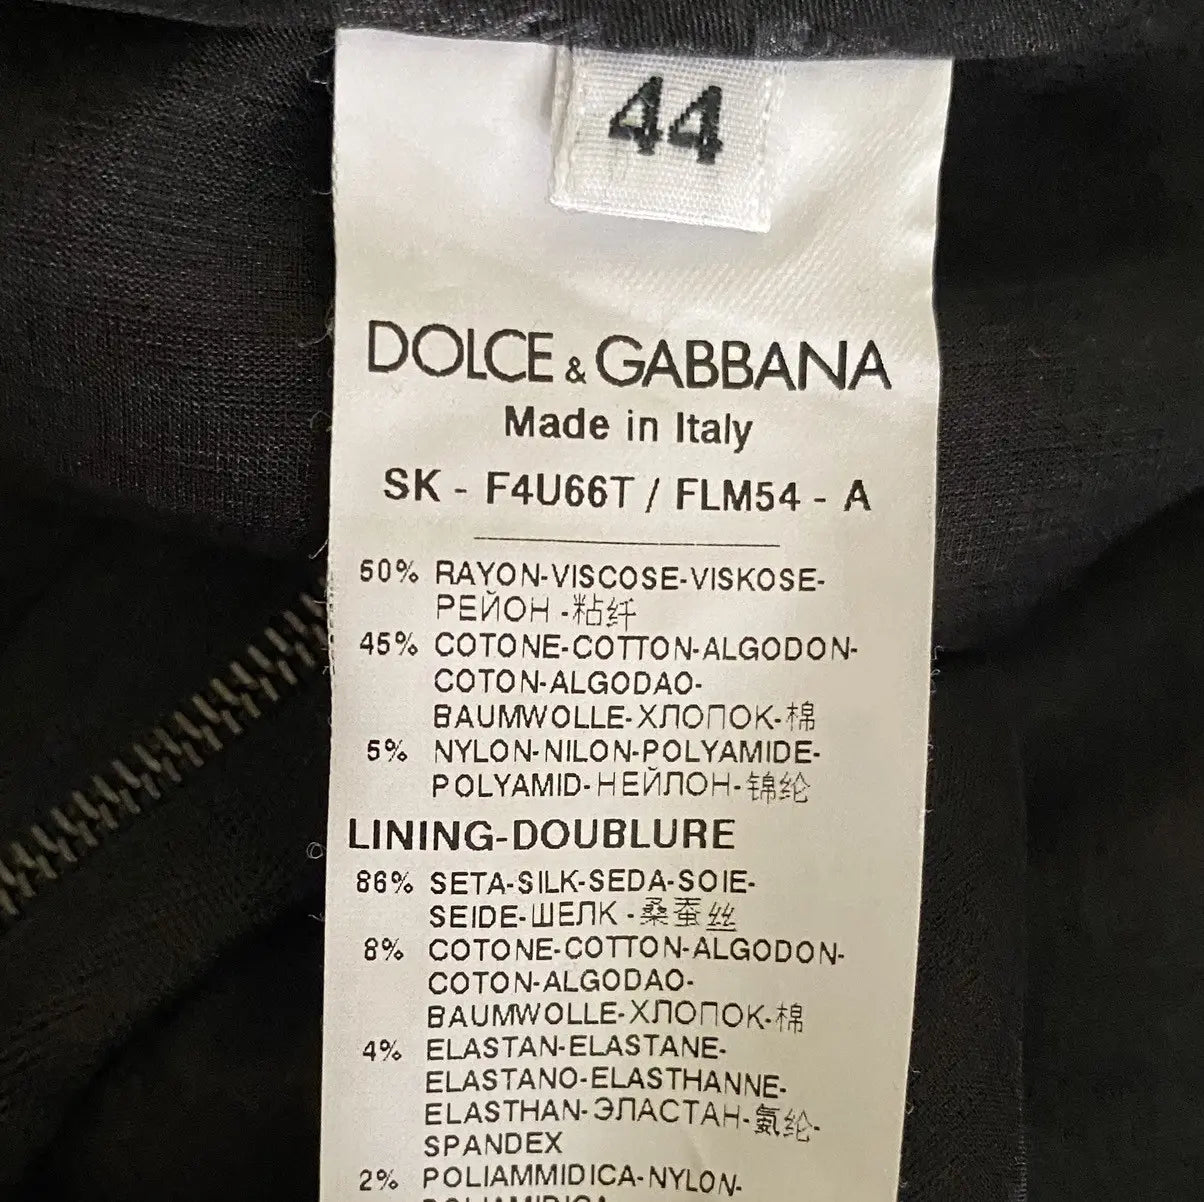 44
DOLCE & GABBANA
Made in Italy
SK - F4U66T / FLM54 - A
50% RAYON-VISCOSE-VISKOSE-
РЕЙОН -粘纤
45% COTONE-COTTON-ALGODON-
COTON-ALGODAO-
BAUMWOLLE-ХЛОПОК-棉
5% NYLON-NILON-POLYAMIDE-
POLYAMID-НЕЙЛОН-锦纶
LINING-DOUBLURE
86% SETA-SILK-SEDA-SOIE-
SEIDE-ШЕЛК -桑蚕丝
8% COTONE-COTTON-ALGODON-
COTON-ALGODAO-
BAUMWOLLE-ХЛОПОК-棉
4% ELASTAN-ELASTANE-
ELASTANO-ELASTHANNE-
ELASTHAN-ЭЛАСТАН-氨纶-
SPANDEX
2% POLIAMMIDICA-NYLON-